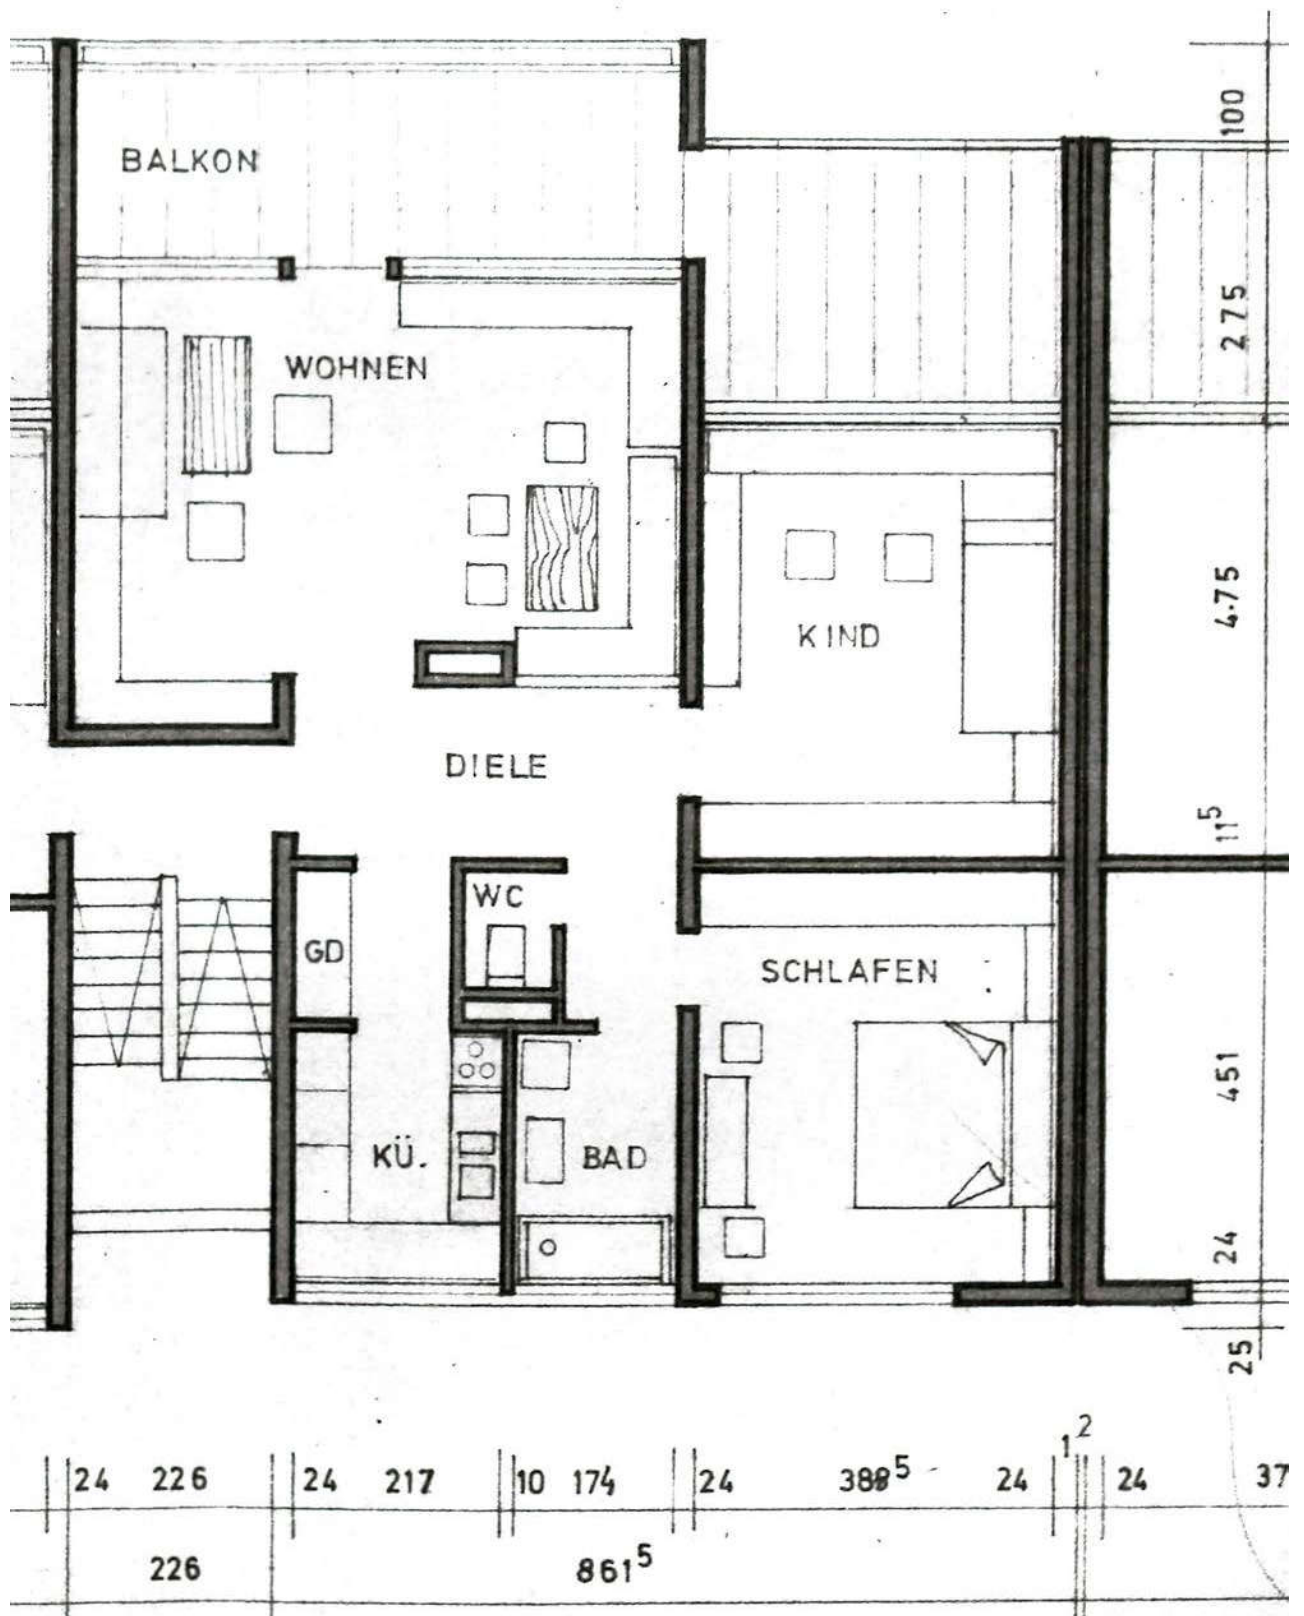 100
BALKON
275
WOHNEN
4.75
KIND
DIELE
11⁵
WC
GD
SCHLAFEN
451
KÜ.
BAD
24
25
24 226 24 217 10 174 24 388⁵ 24 1² 24 37
226 861⁵